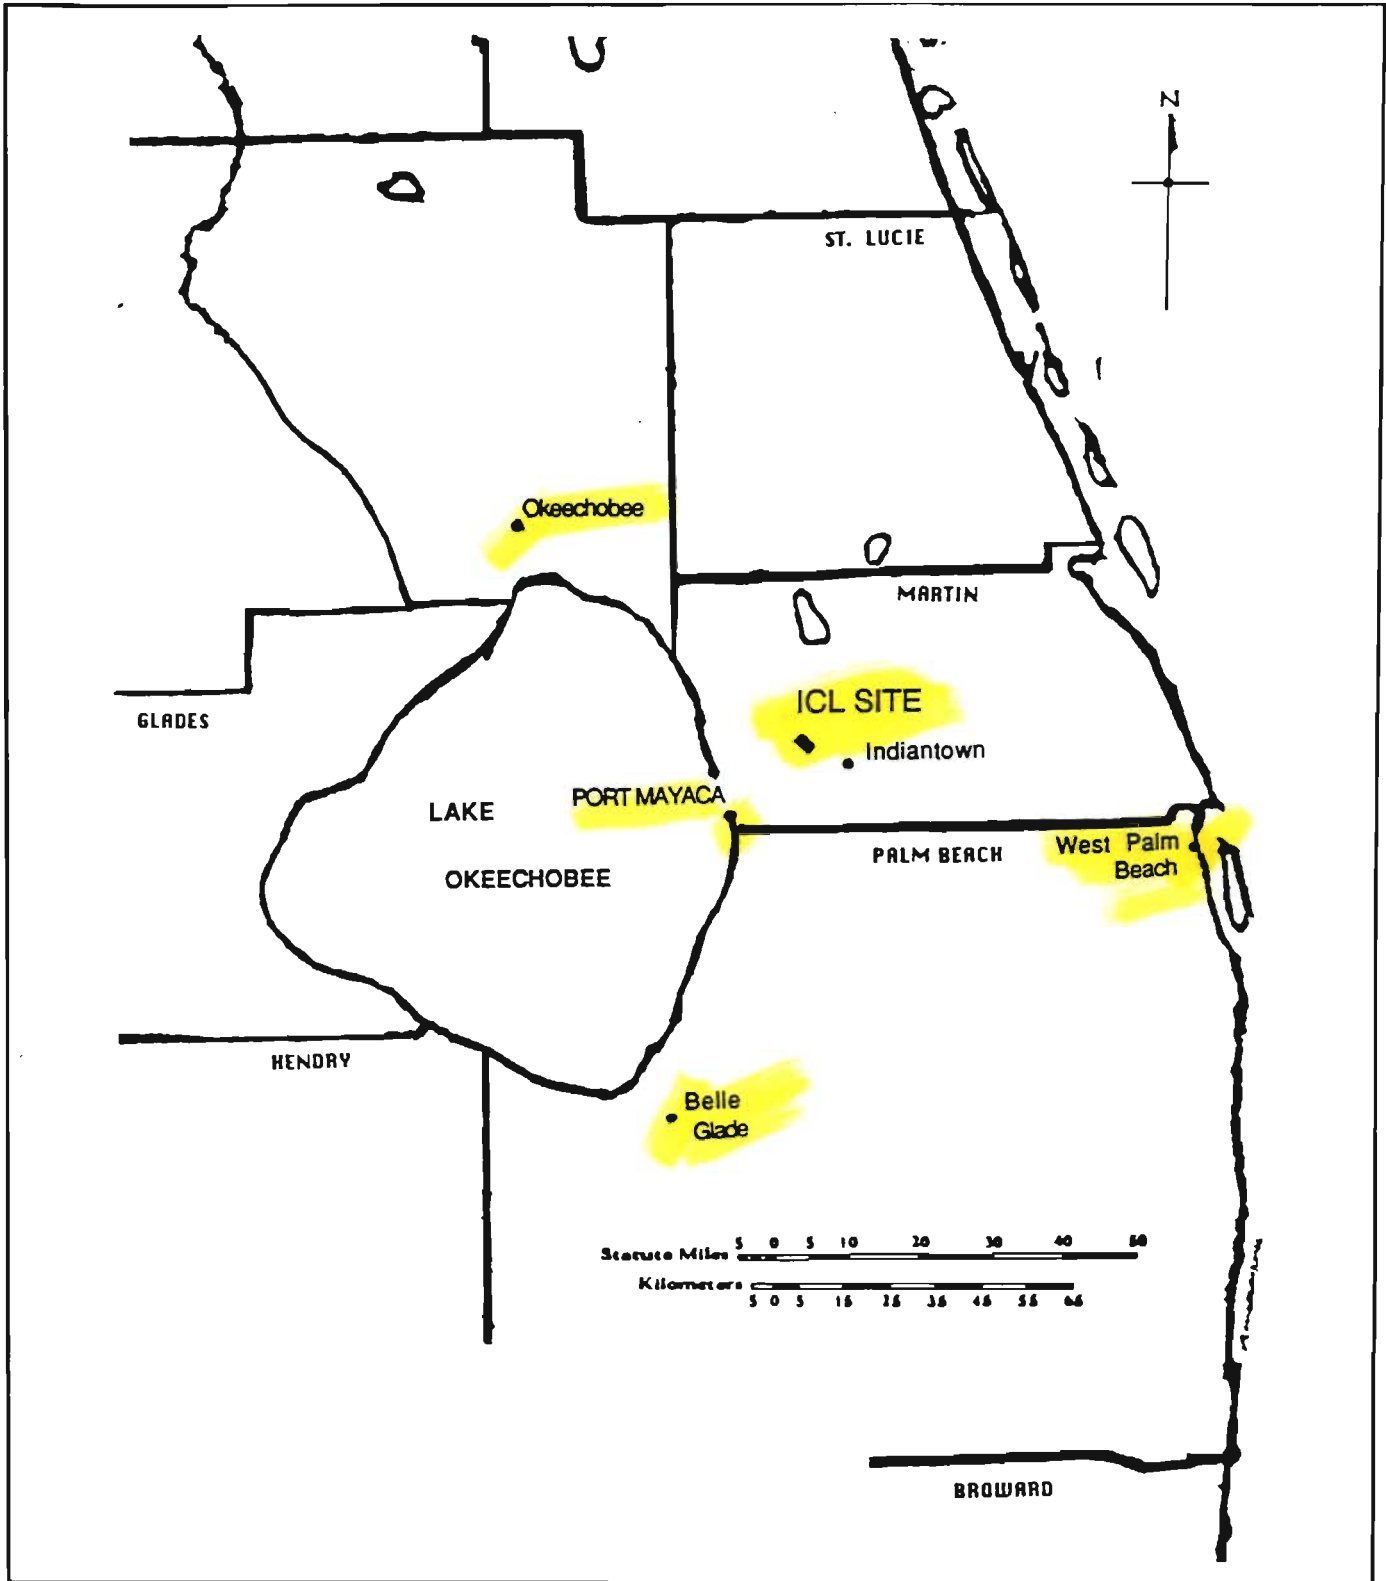 N
ST. LUCIE
Okeechobee
MARTIN
ICL SITE
GLADES
Indiantown
PORT MAYACA
LAKE
West Palm
Beach
PALM BEACH
OKEECHOBEE
HENDRY
Belle
Glade
5 0 5 10 20 30 40 50
Statute Miles
Kilometers
5 0 5 15 25 35 45 55 65
BROWARD